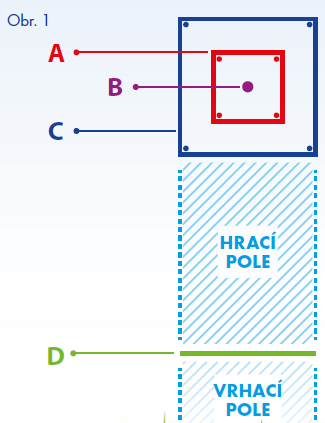 Obr. 1
A
B
C
HRACÍ
POLE
D
VRHACÍ
POLE